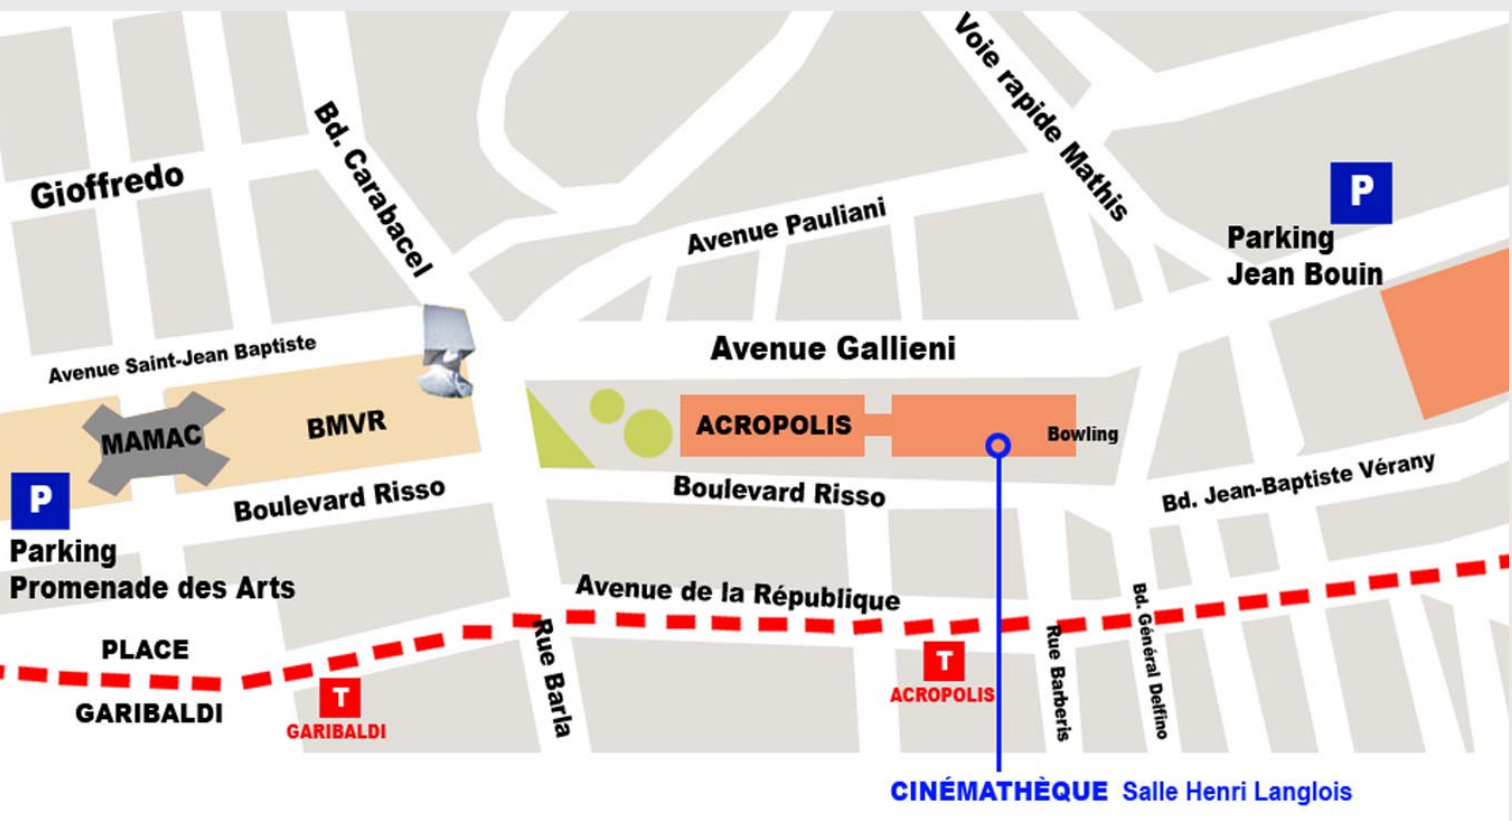 Voie rapide Mathis
Bd. Carabacel
Gioffredo
P
Parking
Jean Bouin
Avenue Pauliani
Avenue Saint-Jean Baptiste
Avenue Gallieni
MAMAC
BMVR
ACROPOLIS
Bowling
P
Parking
Promenade des Arts
Boulevard Risso
Boulevard Risso
Bd. Jean-Baptiste Vérany
Avenue de la République
PLACE
GARIBALDI
T
GARIBALDI
Rue Barla
T
ACROPOLIS
Rue Barberis
Bd. Général Delfino
CINÉMATHÈQUE Salle Henri Langlois